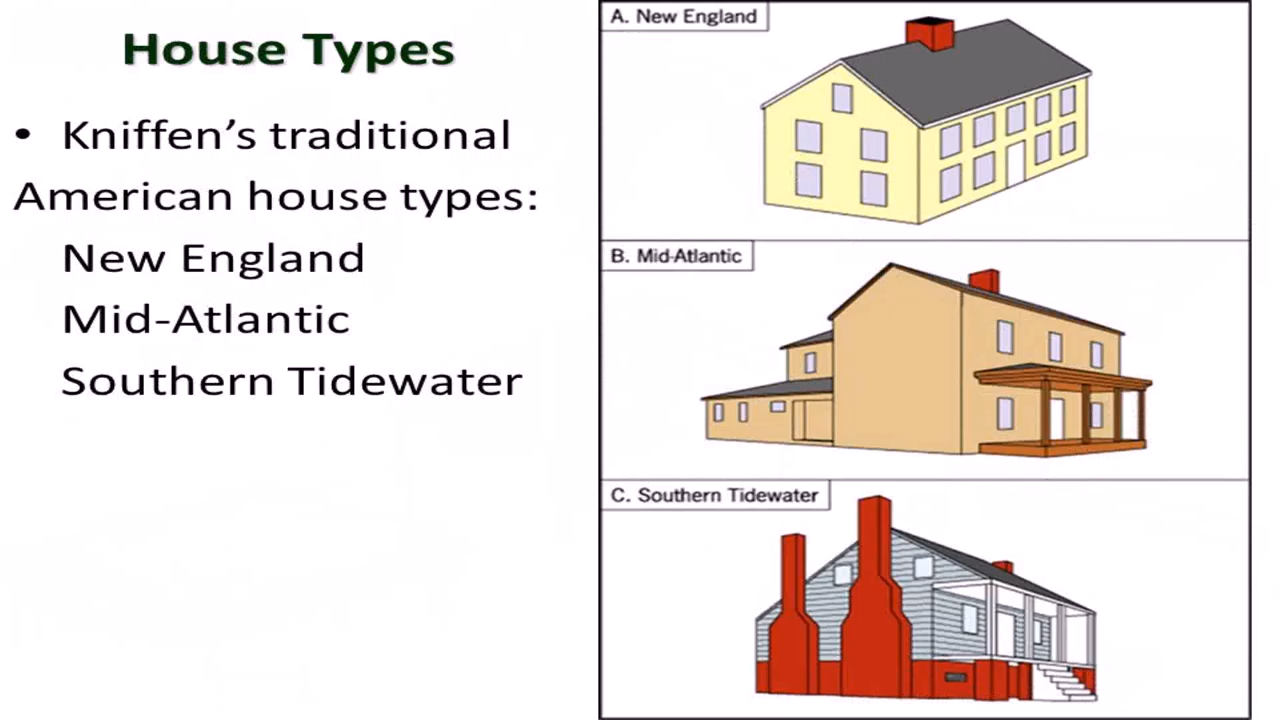 House Types
• Kniffen’s traditional
American house types:
New England
Mid-Atlantic
Southern Tidewater
A. New England
B. Mid-Atlantic
C. Southern Tidewater